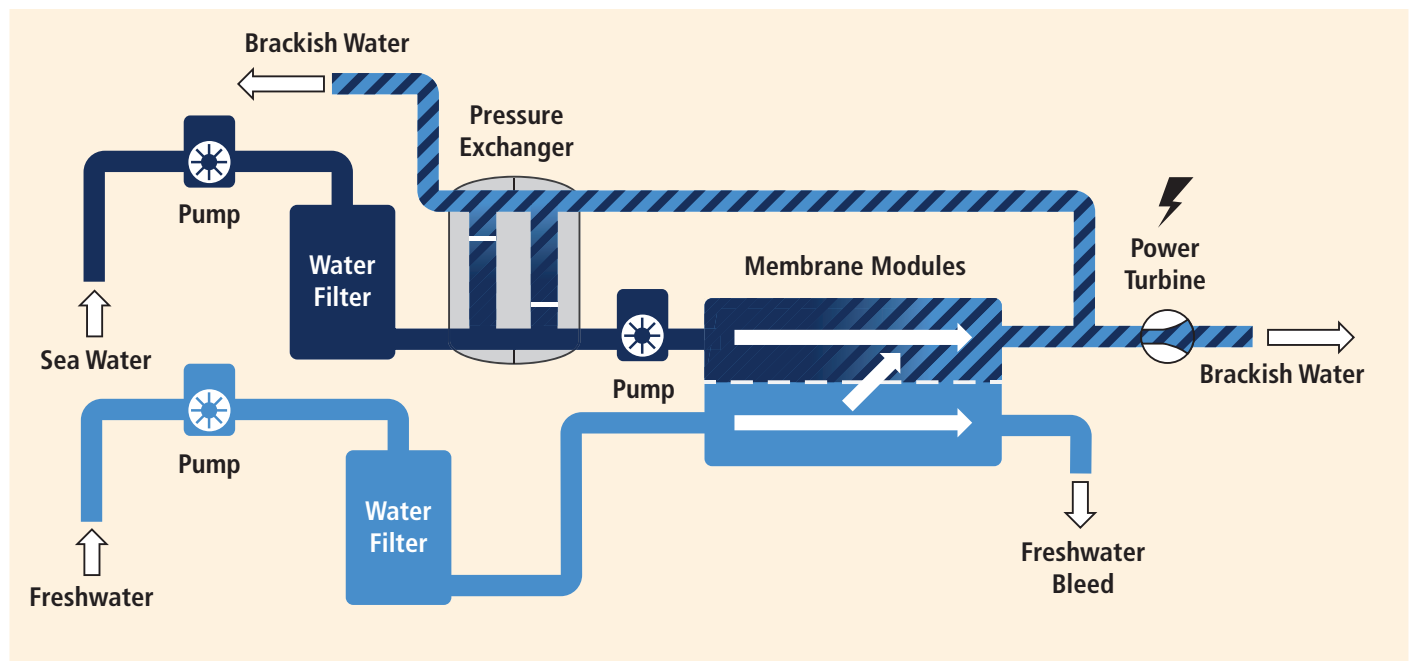 Brackish Water
Pressure
Exchanger
Pump
Water
Filter
Sea Water
Membrane Modules
Power
Turbine
Pump
Brackish Water
Pump
Water
Filter
Freshwater
Freshwater
Bleed